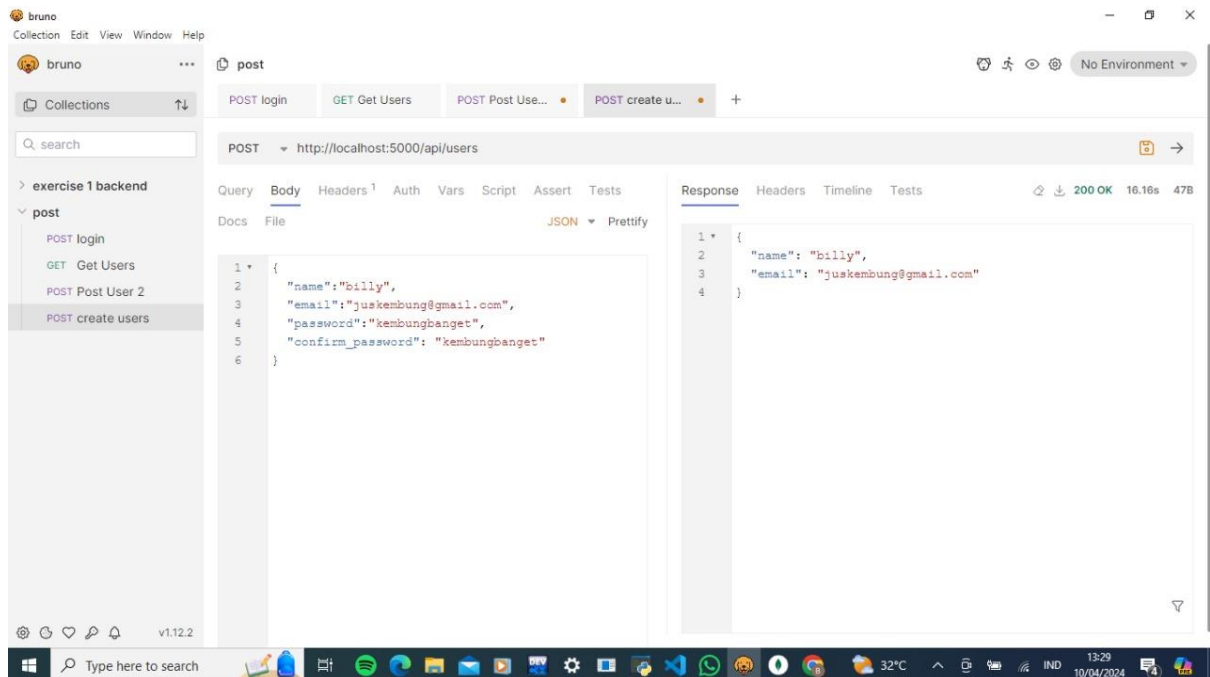 bruno
Collection Edit View Window Help
bruno ...
Collections
search
exercise 1 backend
post
POST login
GET Get Users
POST Post User 2
POST create users
v1.12.2
post
No Environment
POST login GET Get Users POST Post Use... POST create u... +
POST http://localhost:5000/api/users
Query Body Headers 1 Auth Vars Script Assert Tests
Docs File JSON Prettify
1 {
2 "name":"billy",
3 "email":"juskembung@gmail.com",
4 "password":"kembungbanget",
5 "confirm_password": "kembungbanget"
6 }
Response Headers Timeline Tests 200 OK 16.16s 47B
1 {
2 "name": "billy",
3 "email": "juskembung@gmail.com"
4 }
Type here to search
DEV
32°C
IND
13:29
10/04/2024
4
PRE